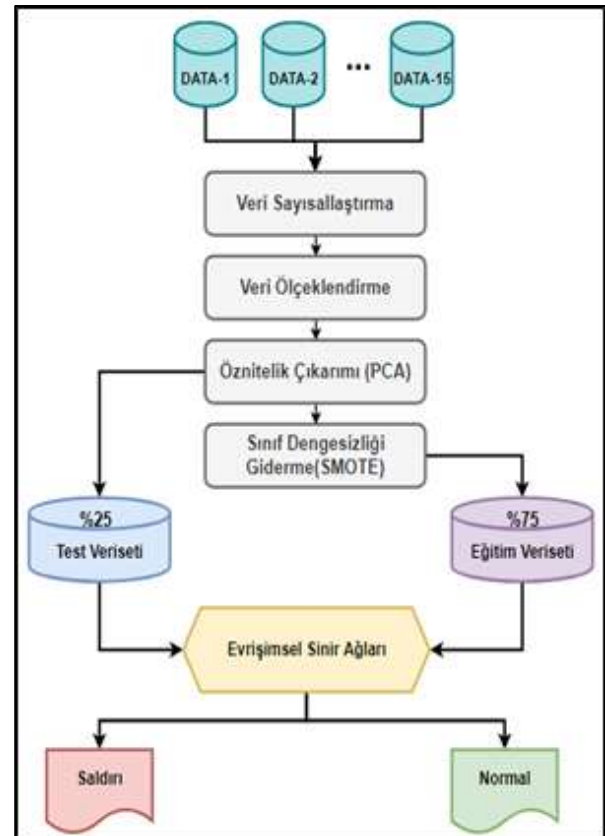 DATA-1
DATA-2
...
DATA-15
Veri Sayısallaştırma
Veri Ölçeklendirme
Öznitelik Çıkarımı (PCA)
Sınıf Dengesizliği
Giderme(SMOTE)
%25
Test Veriseti
%75
Eğitim Veriseti
Evrişimsel Sinir Ağları
Saldırı
Normal